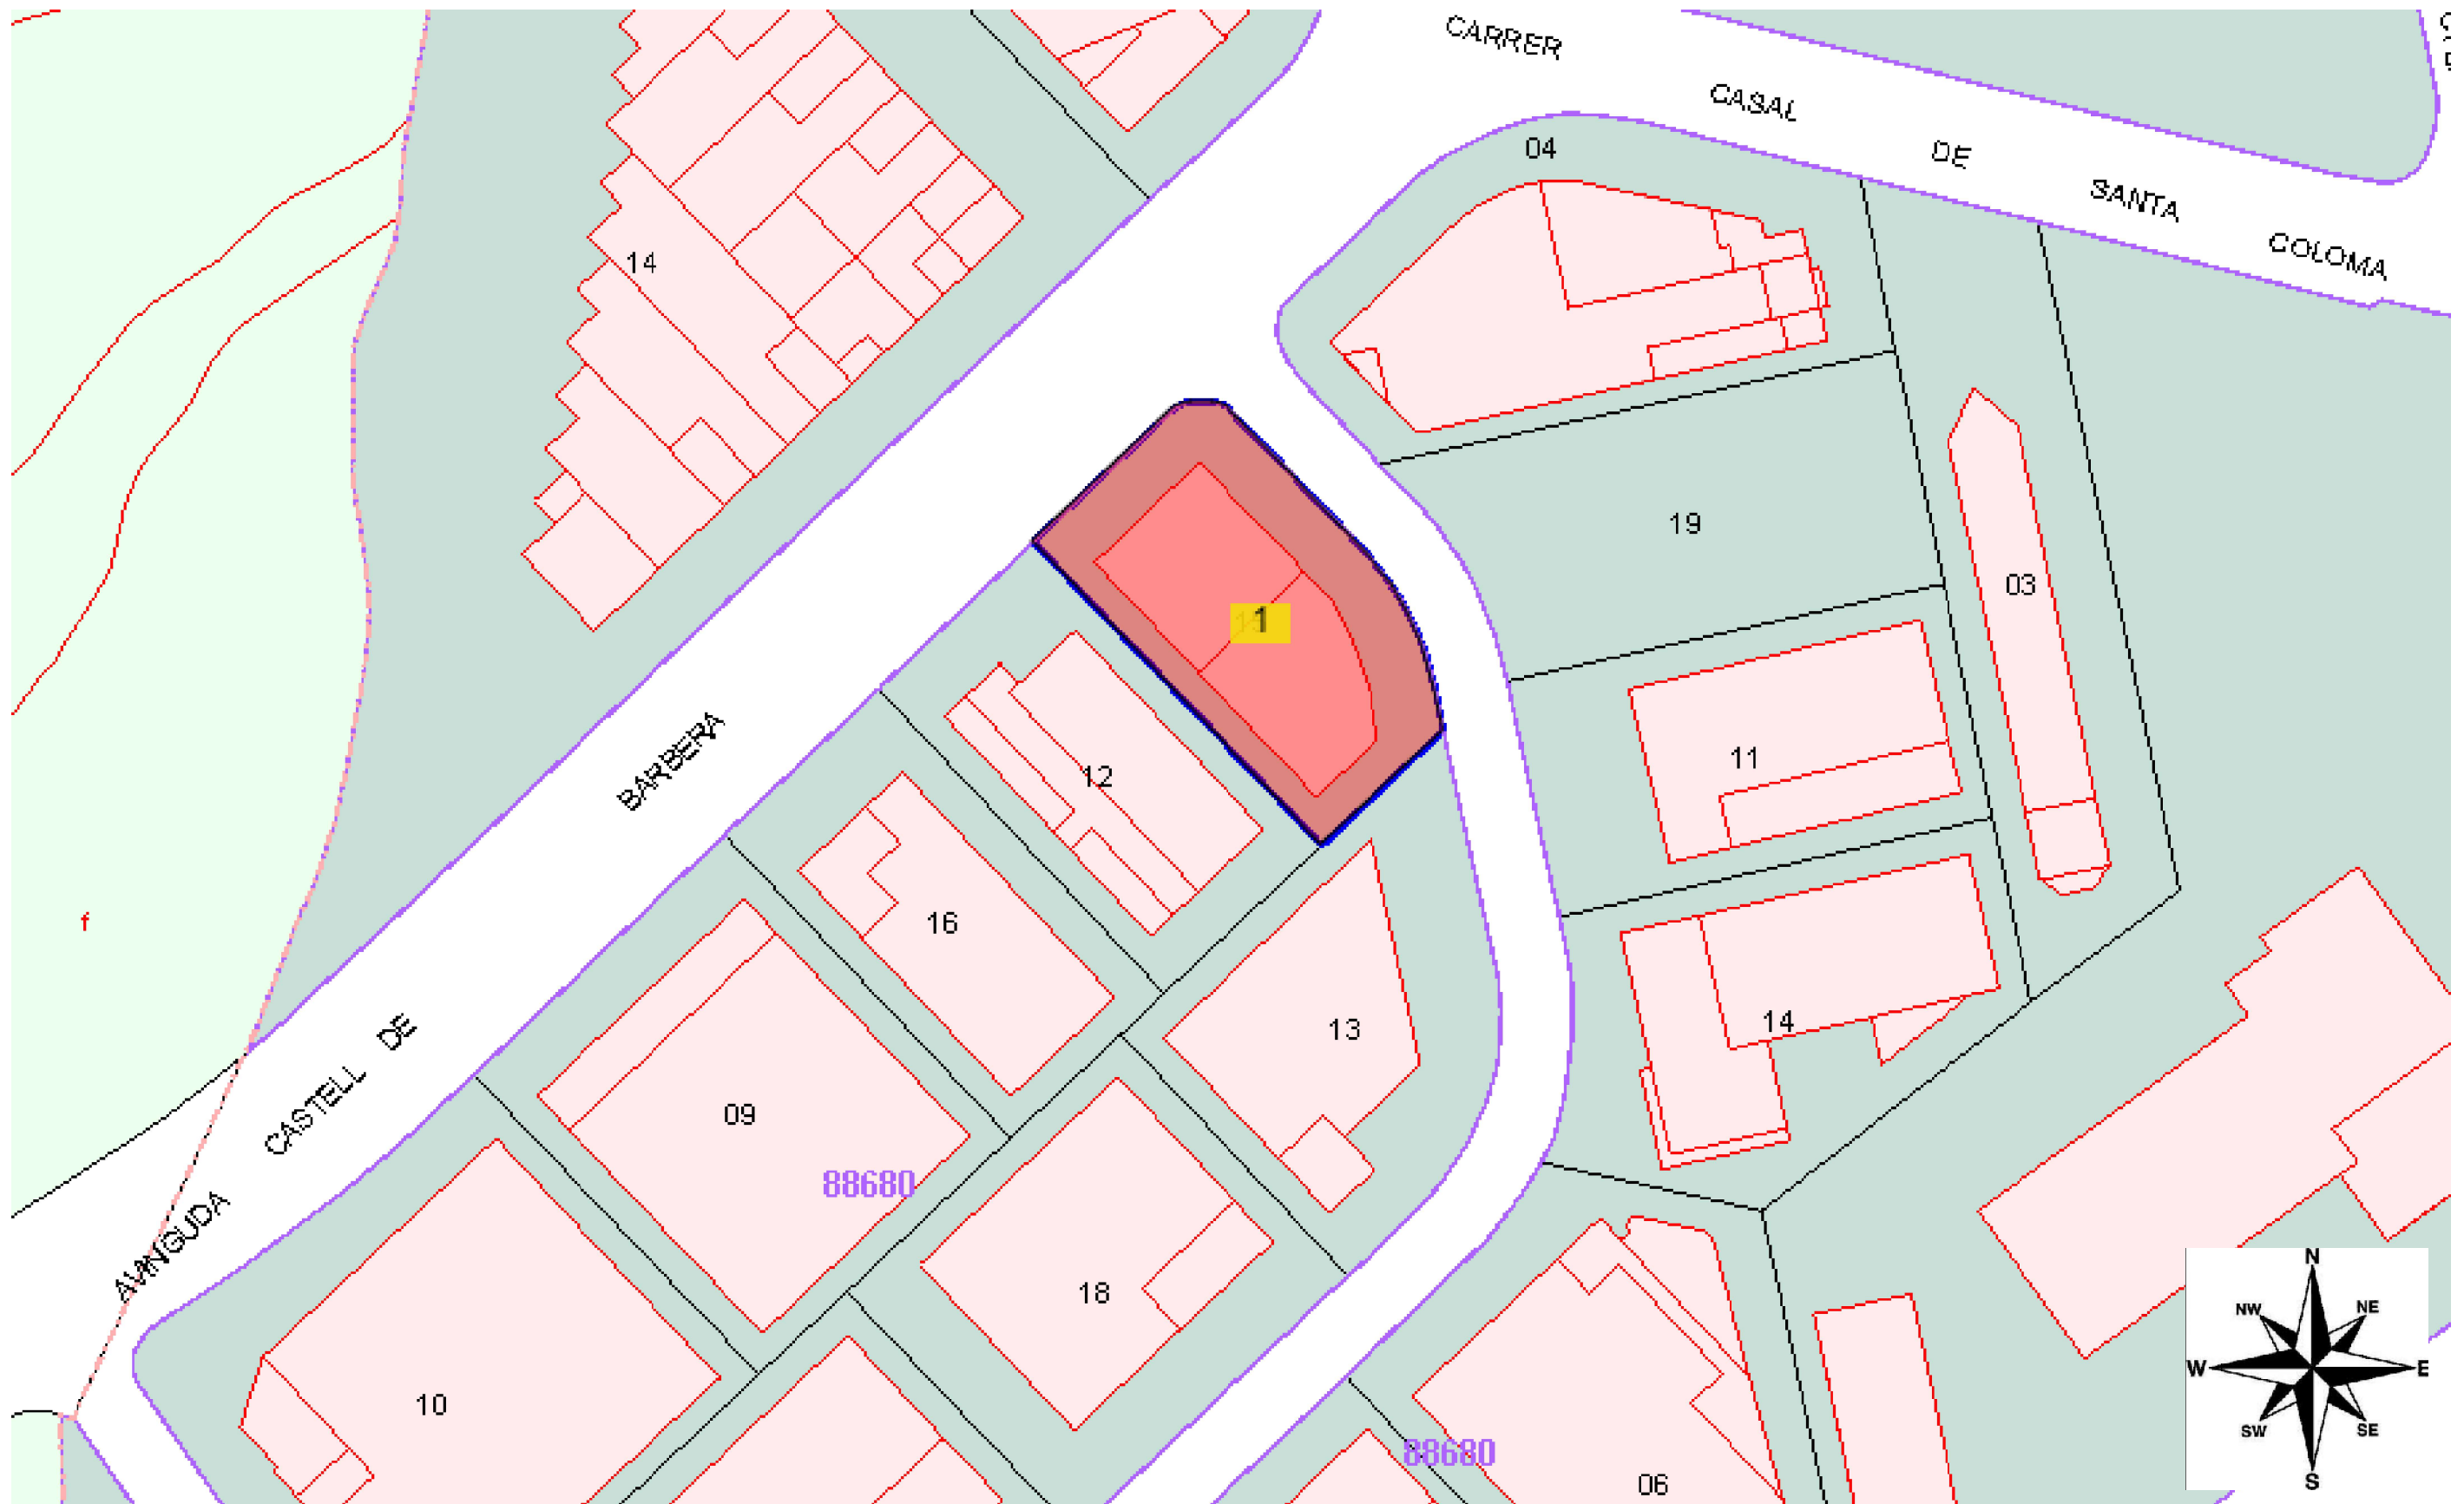 CARRER
CASAL
DE
SANTA
COLOMA
04
14
19
03
1
BARBERA
12
11
16
f
DE
13
14
CASTELL
09
88680
AVINGUDA
18
10
88680
06
N
NW
NE
W
E
SW
SE
S